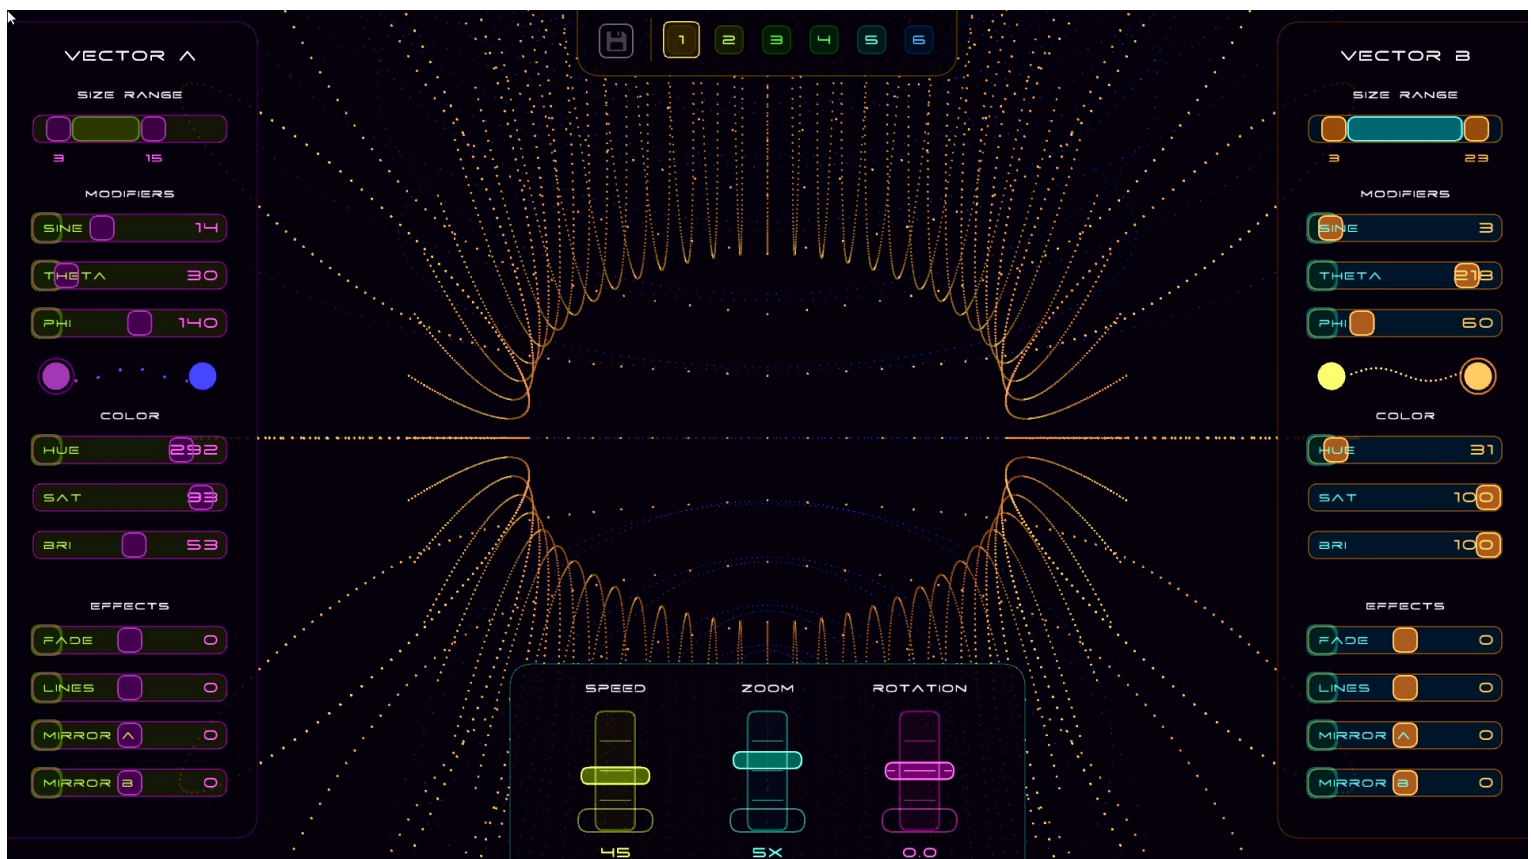 1 2 3 4 5 6
VECTOR A
SIZE RANGE
3 15
MODIFIERS
SINE 14
THETA 30
PHI 140
COLOR
HUE 292
SAT 93
BRI 53
EFFECTS
FADE 0
LINES 0
MIRROR A 0
MIRROR B 0
SPEED ZOOM ROTATION
45 5X 0.0
VECTOR B
SIZE RANGE
3 23
MODIFIERS
SINE 3
THETA 218
PHI 60
COLOR
HUE 31
SAT 100
BRI 100
EFFECTS
FADE 0
LINES 0
MIRROR A 0
MIRROR B 0